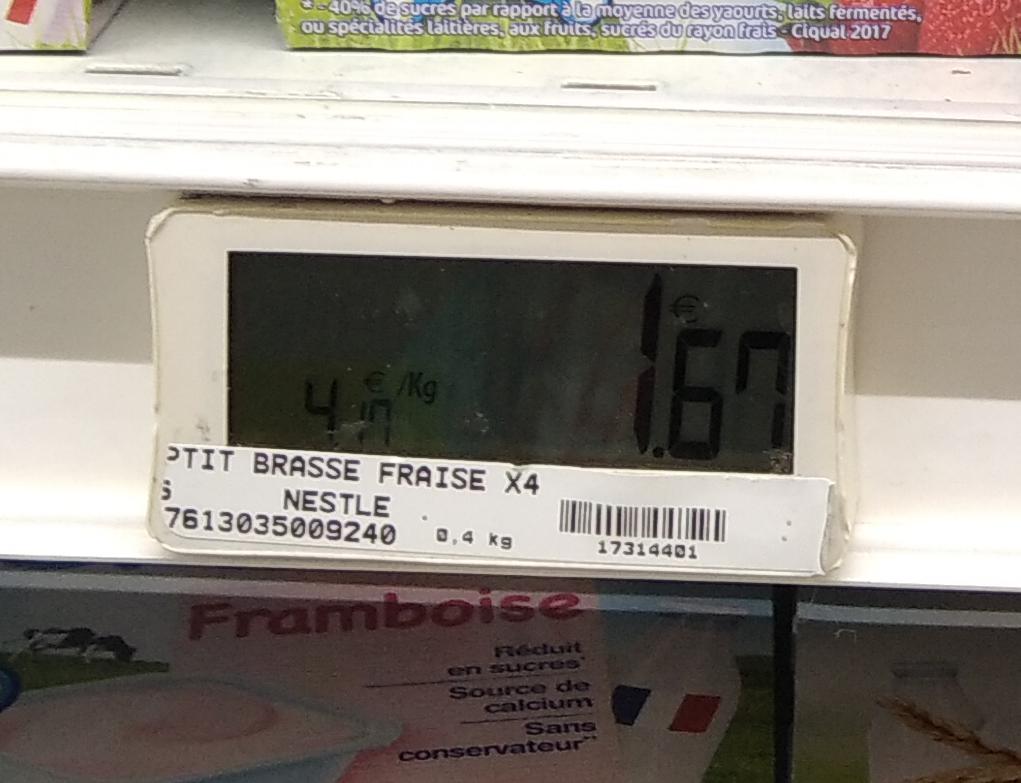 * - 40% de sucres par rapport à la moyenne des yaourts, laits fermentés,
ou spécialités laitières, aux fruits, sucrés du rayon frais - Ciqual 2017
1.67 €
€ /Kg
PTIT BRASSE FRAISE X4
S NESTLE
7613035009240 0,4 kg
17314401
Framboise
Réduit
en sucres*
Source de
calcium
Sans
conservateur**